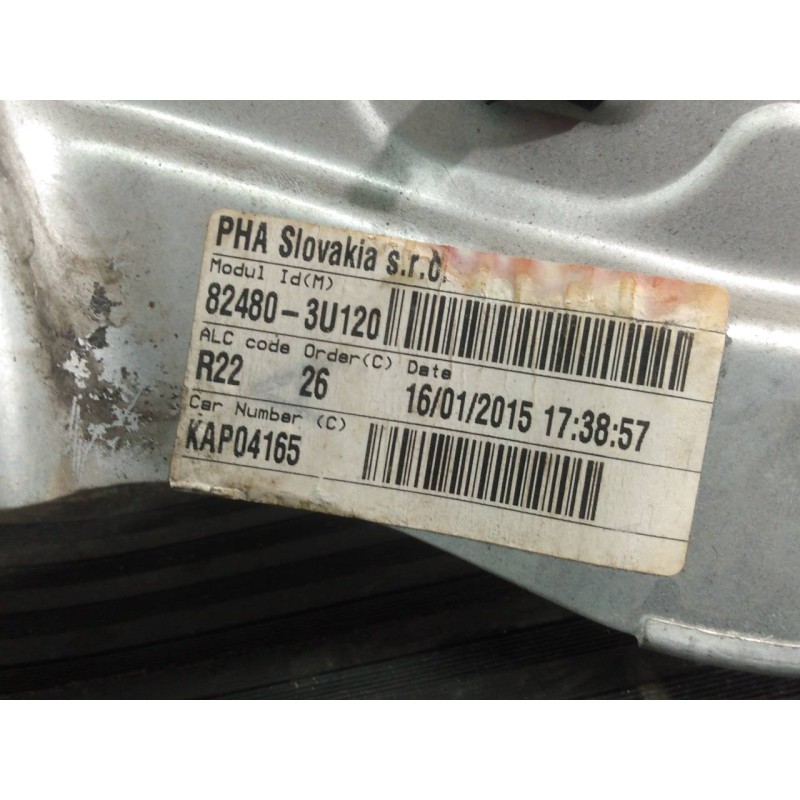 PHA Slovakia s.r.o.
Modul Id(M)
82480-3U120
ALC code Order(C) Date
R22 26 16/01/2015 17:38:57
Car Number (C)
KAP04165